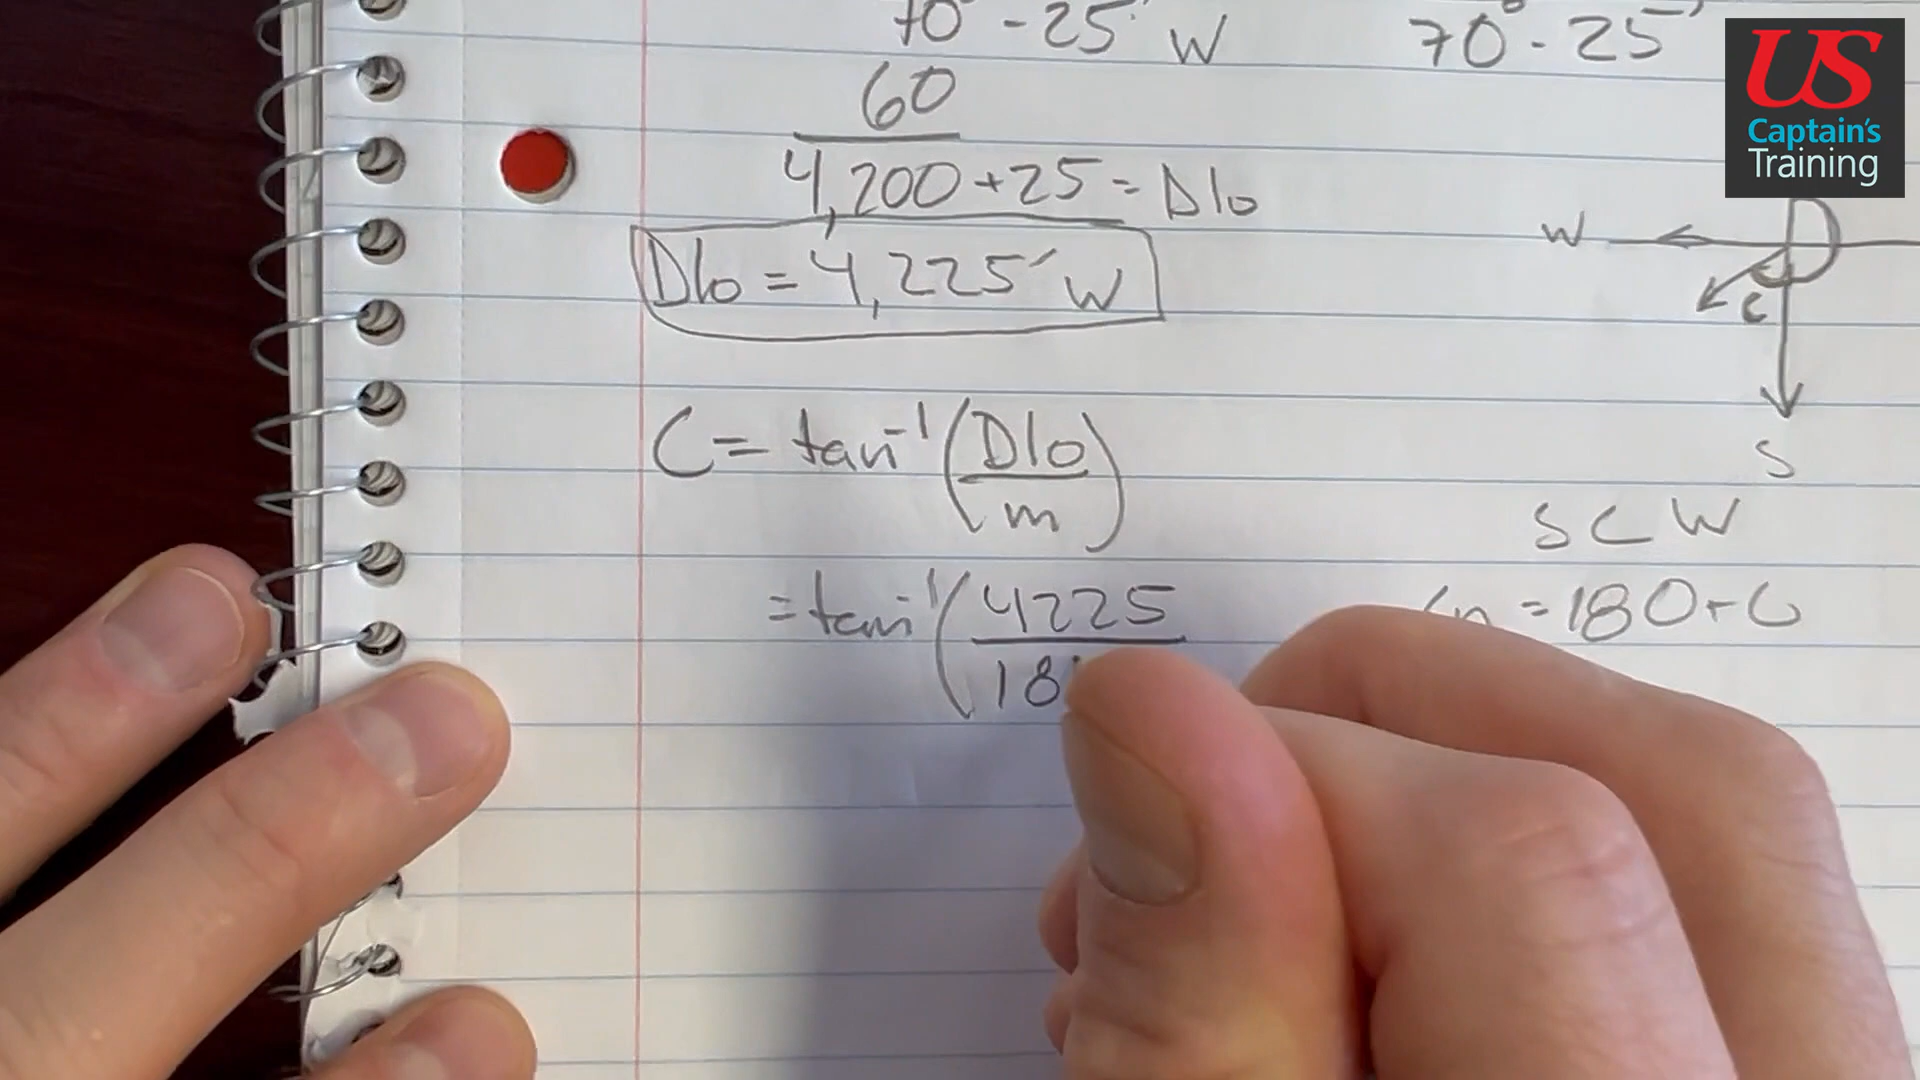 70° - 25' W
70° - 25'
60
4,200 + 25 = Dlo
Dlo = 4,225' W
C = tan⁻¹ (Dlo / m)
= tan⁻¹ ( 4225 / 18
US
Captain's
Training
W
C
S
S C W
n = 180 + C